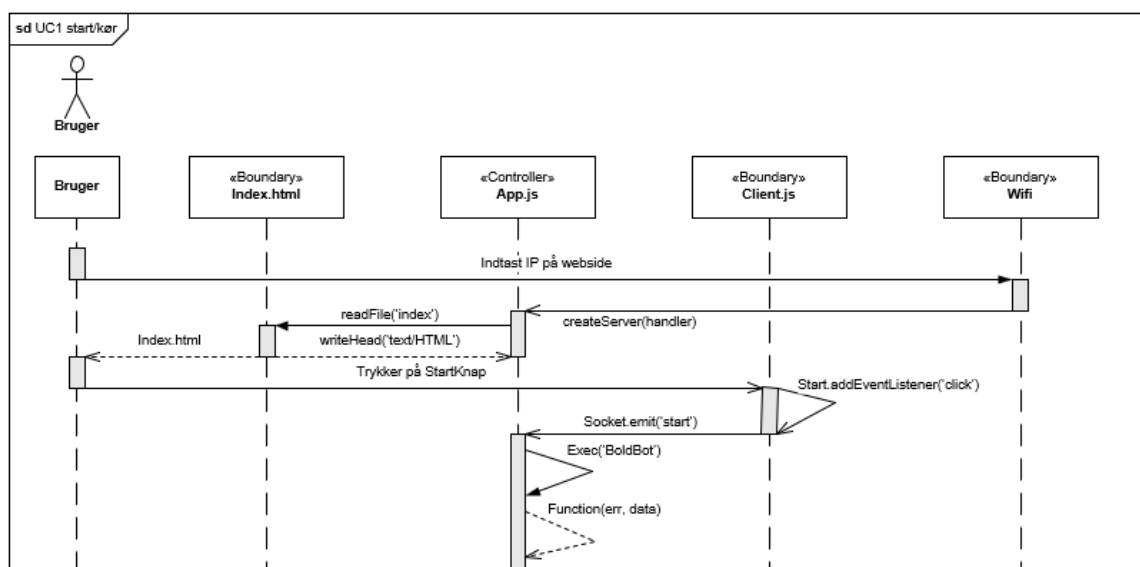 sd UC1 start/kør
Bruger
Bruger
«Boundary»
Index.html
«Controller»
App.js
«Boundary»
Client.js
«Boundary»
Wifi
Indtast IP på webside
createServer(handler)
readFile('index')
Index.html
writeHead('text/HTML')
Trykker på StartKnap
Start.addEventListener('click')
Socket.emit('start')
Exec('BoldBot')
Function(err, data)